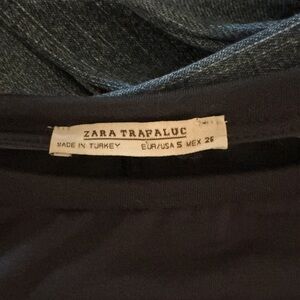 ZARA TRAFALUC
MADE IN TURKEY EUR/USA S MEX 26